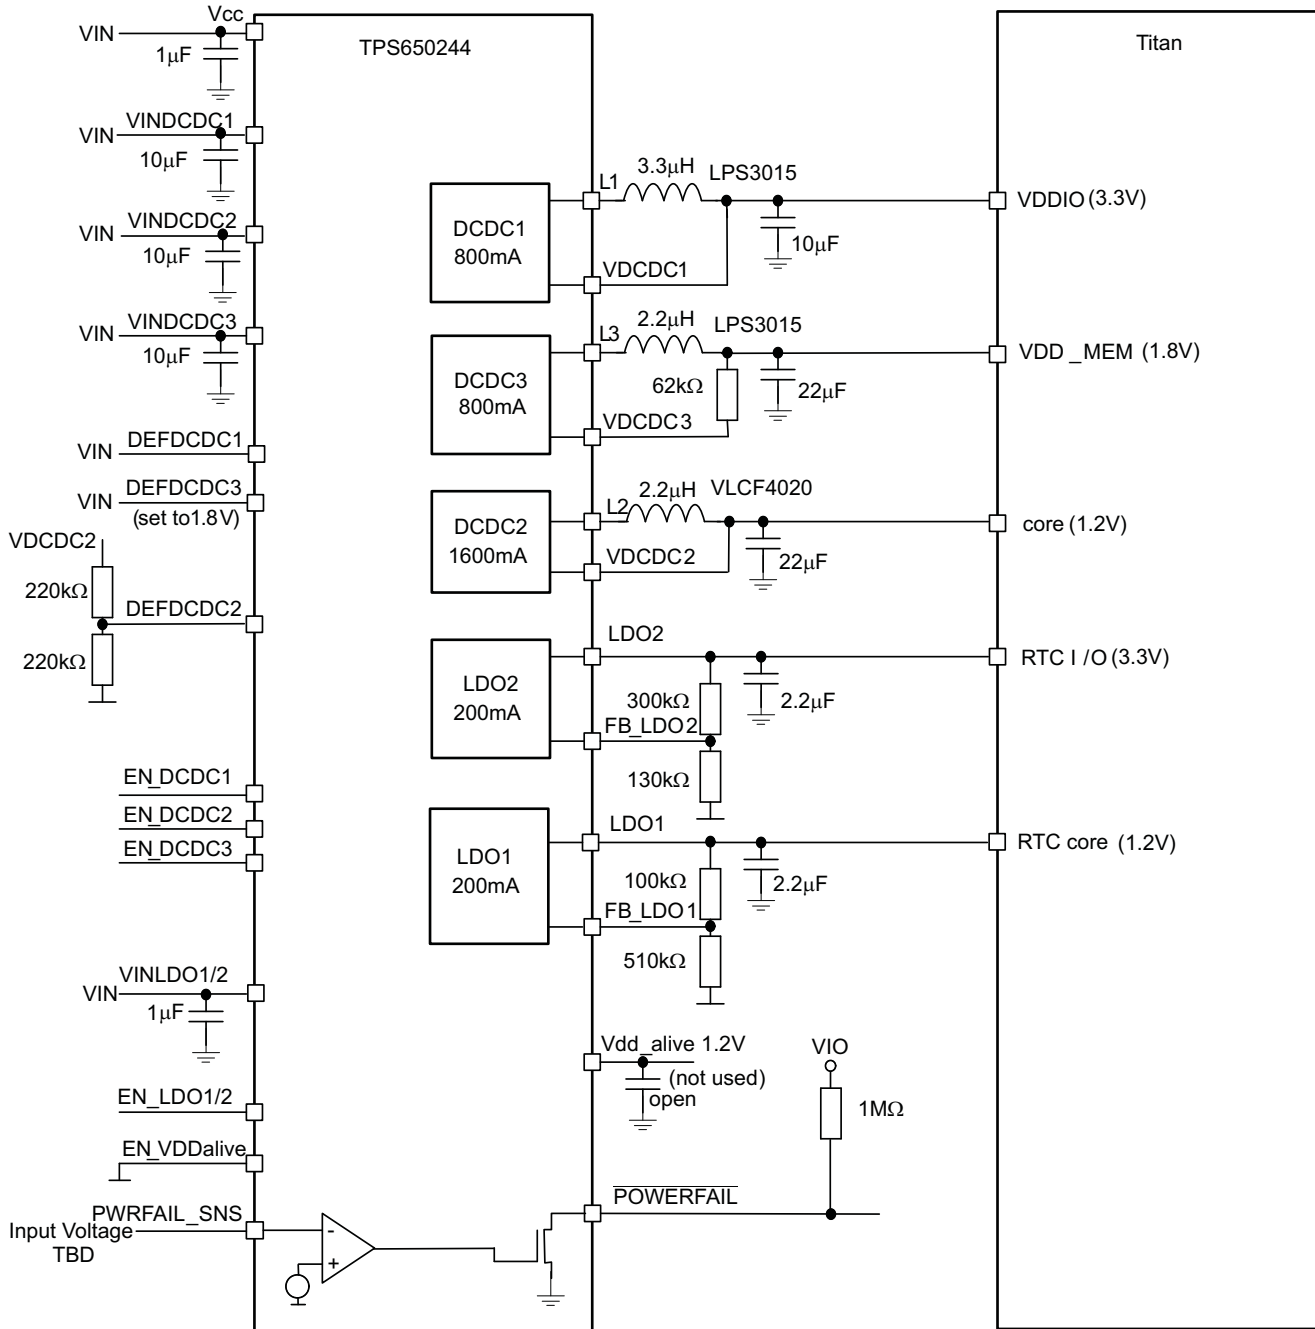 Vcc
VIN
1μF
TPS650244
Titan
VINDCDC1
VIN
10μF
VINDCDC2
VIN
10μF
VINDCDC3
VIN
10μF
DEFDCDC1
VIN
DEFDCDC3
VIN
(set to1.8V)
VDCDC2
220kΩ
DEFDCDC2
220kΩ
EN_DCDC1
EN_DCDC2
EN_DCDC3
VINLDO1/2
VIN
1μF
EN_LDO1/2
EN_VDDalive
PWRFAIL_SNS
Input Voltage
TBD
-
+
DCDC1
800mA
L1
3.3μH
LPS3015
10μF
VDCDC1
VDDIO (3.3V)
DCDC3
800mA
L3
2.2μH
LPS3015
62kΩ
22μF
VDCDC3
VDD_MEM (1.8V)
DCDC2
1600mA
L2
2.2μH
VLCF4020
VDCDC2
22μF
core (1.2V)
LDO2
200mA
LDO2
300kΩ
2.2μF
FB_LDO2
130kΩ
RTC I/O (3.3V)
LDO1
200mA
LDO1
100kΩ
2.2μF
FB_LDO1
510kΩ
RTC core (1.2V)
Vdd_alive 1.2V
(not used)
open
VIO
1MΩ
POWERFAIL